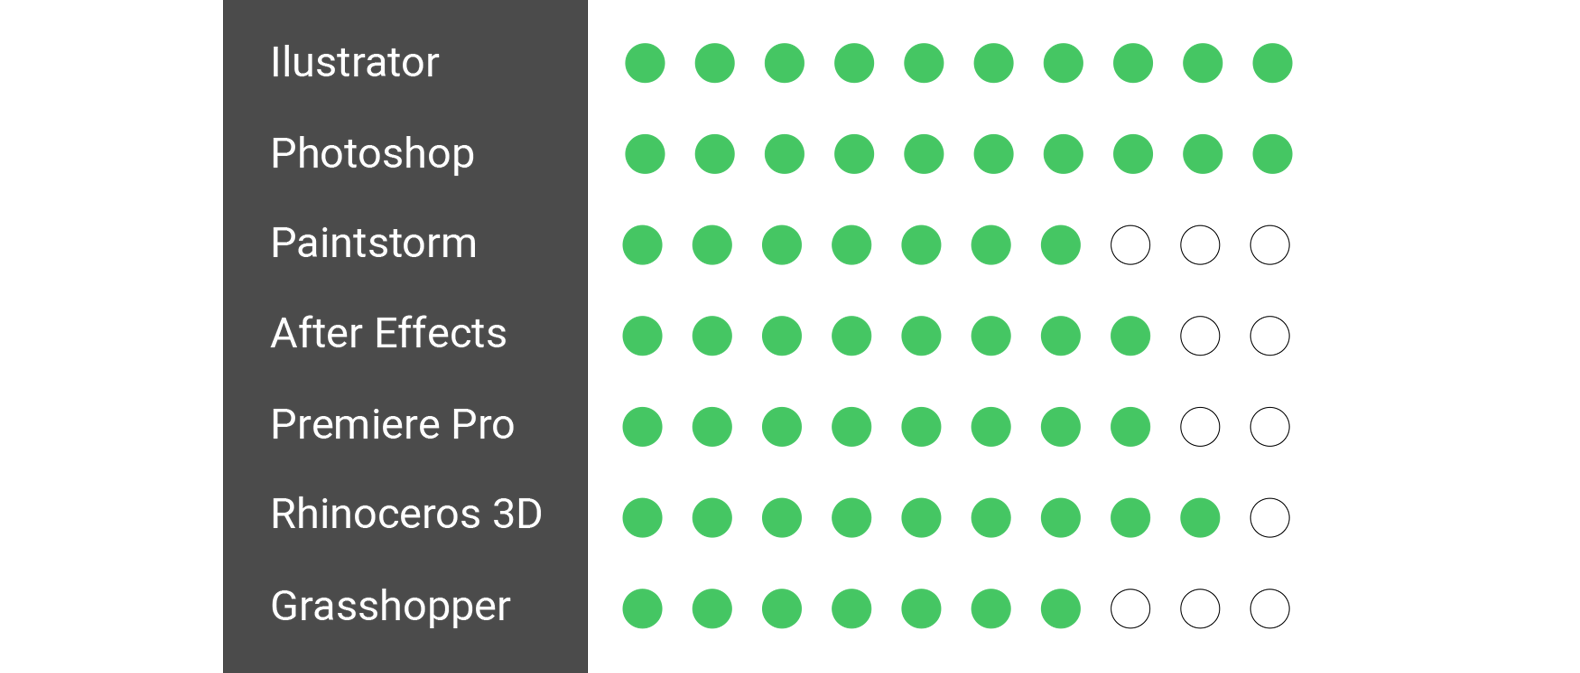 Ilustrator
Photoshop
Paintstorm
After Effects
Premiere Pro
Rhinoceros 3D
Grasshopper